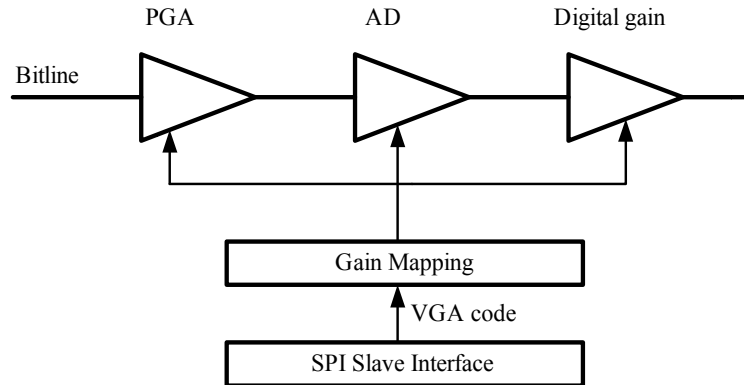 PGA
AD
Digital gain
Bitline
Gain Mapping
VGA code
SPI Slave Interface